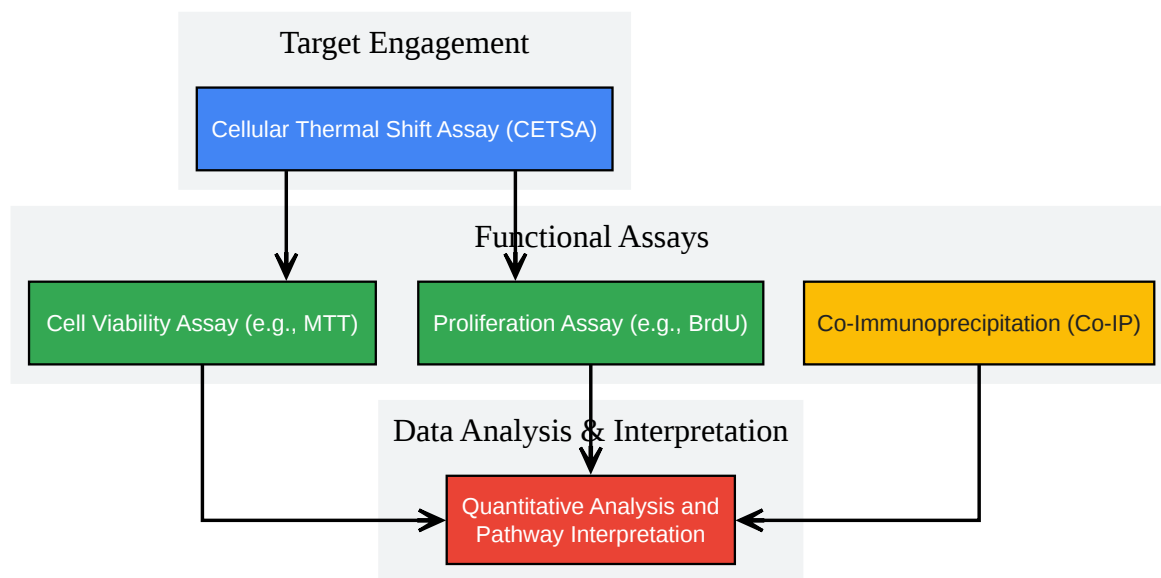 Target Engagement
Cellular Thermal Shift Assay (CETSA)
Functional Assays
Cell Viability Assay (e.g., MTT)
Proliferation Assay (e.g., BrdU)
Co-Immunoprecipitation (Co-IP)
Data Analysis & Interpretation
Quantitative Analysis and
Pathway Interpretation